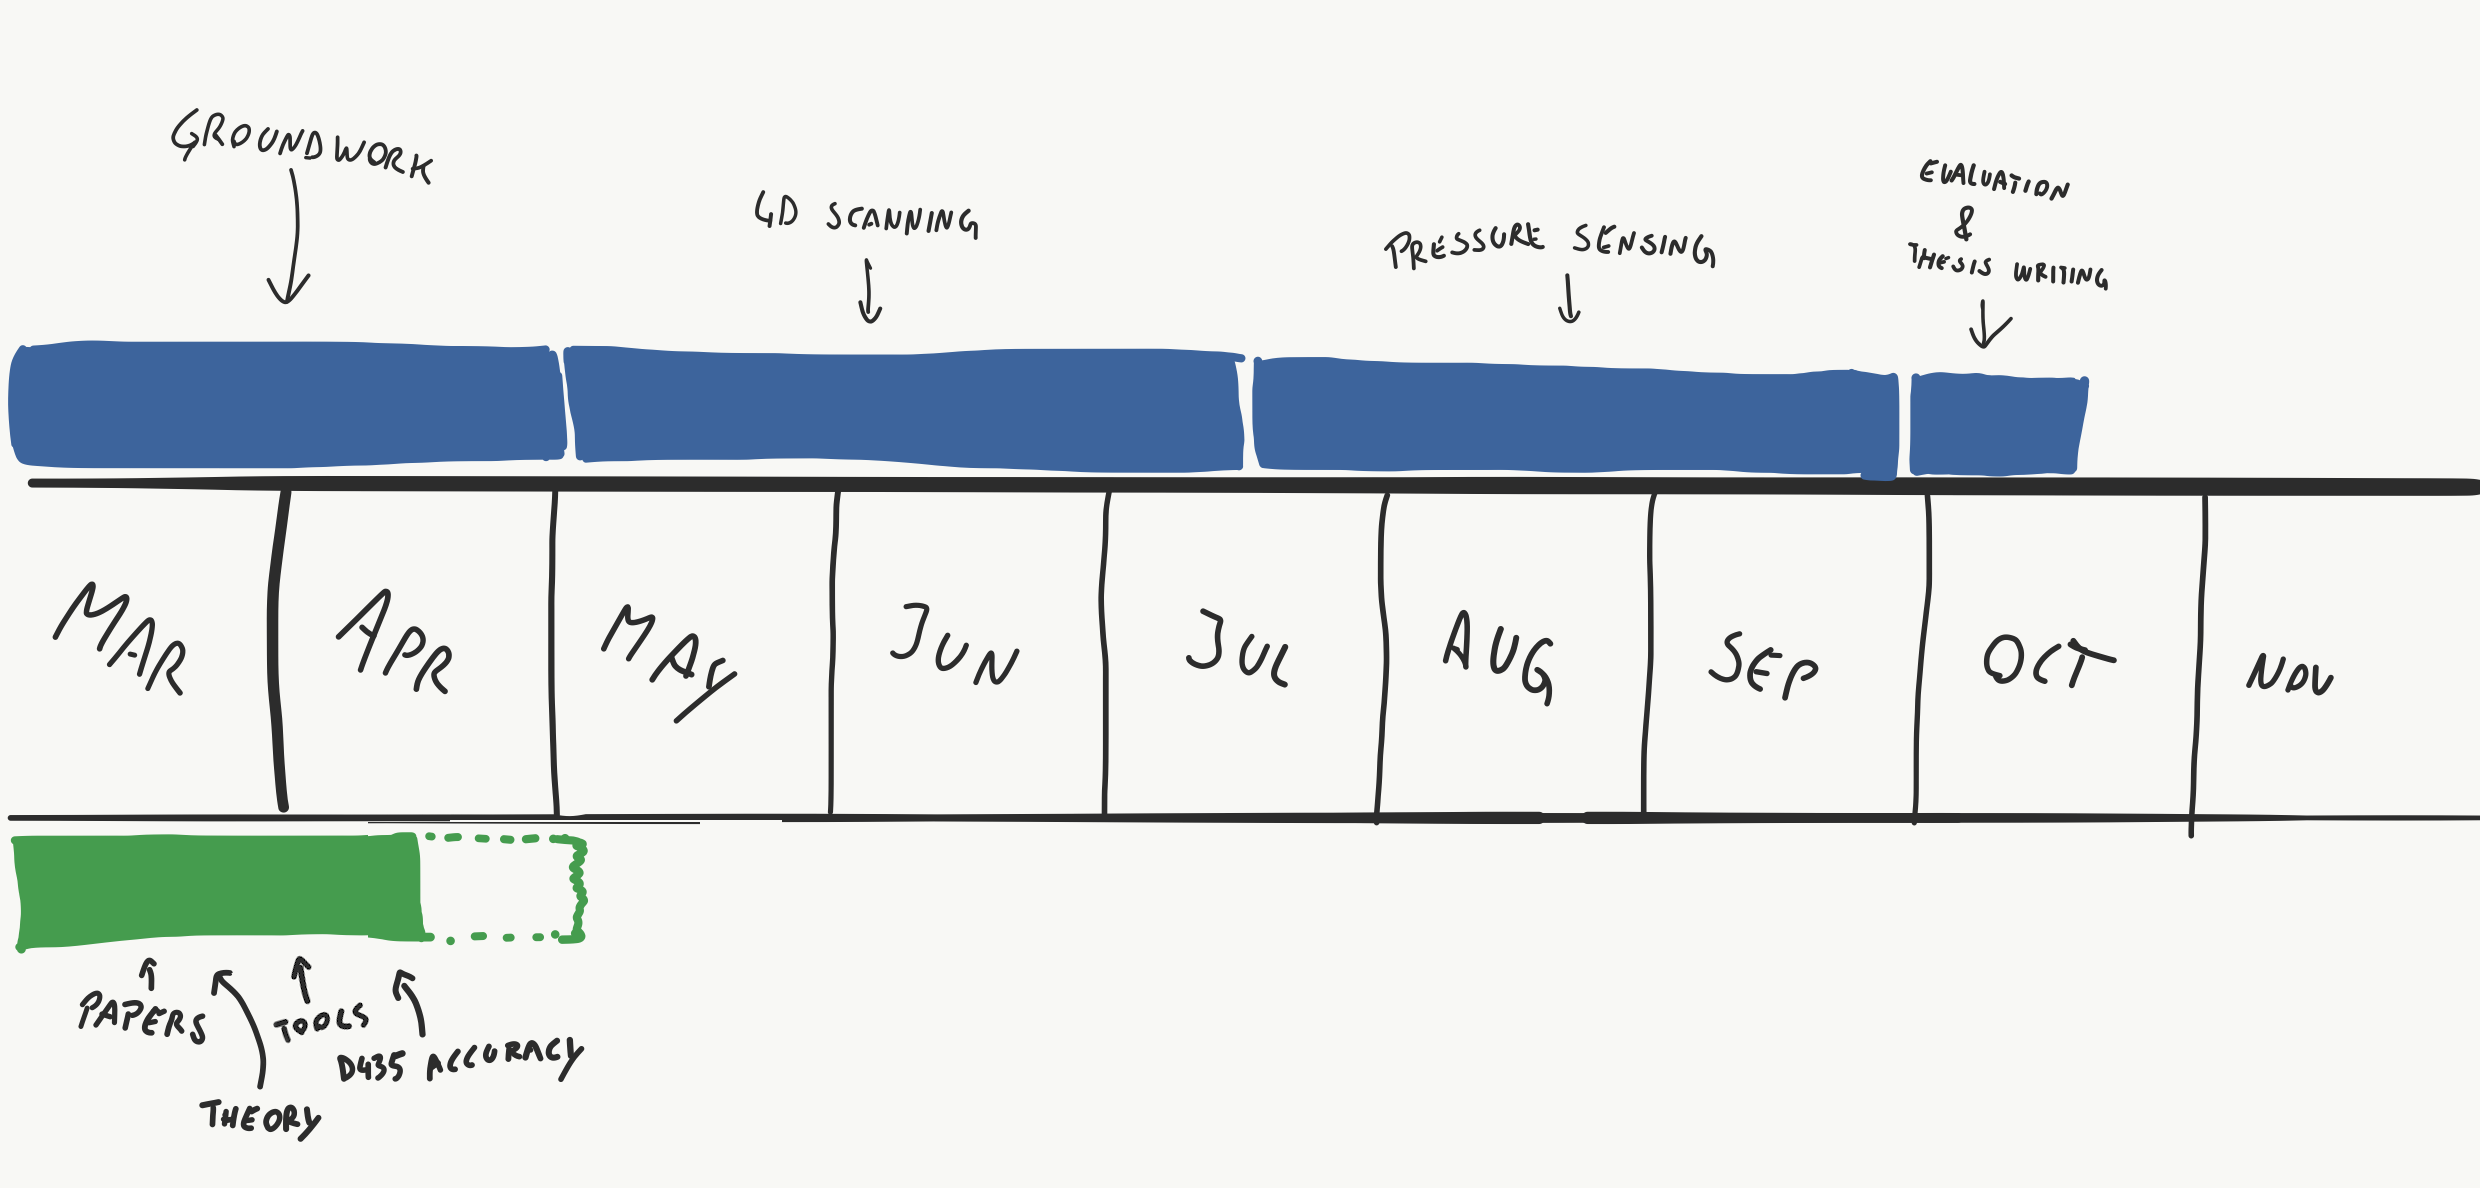 GROUNDWORK
4D SCANNING
PRESSURE SENSING
EVALUATION
&
THESIS WRITING
MAR
APR
MAY
JUN
JUL
AUG
SEP
OCT
NOV
PAPERS
TOOLS
D435 ACCURACY
THEORY